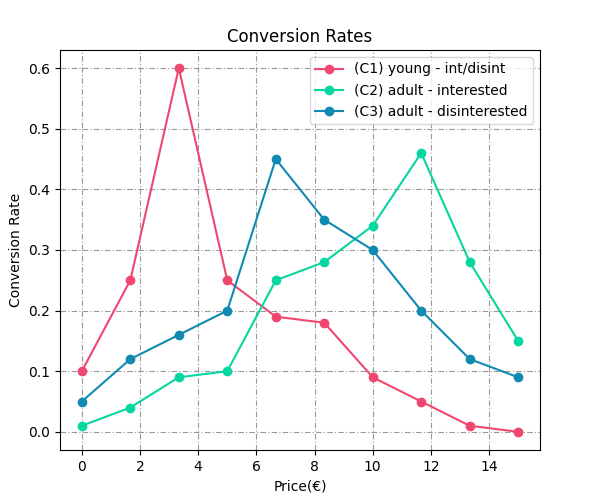 Conversion Rates
(C1) young - int/disint
(C2) adult - interested
(C3) adult - disinterested
Conversion Rate
0.6
0.5
0.4
0.3
0.2
0.1
0.0
0 2 4 6 8 10 12 14
Price(€)